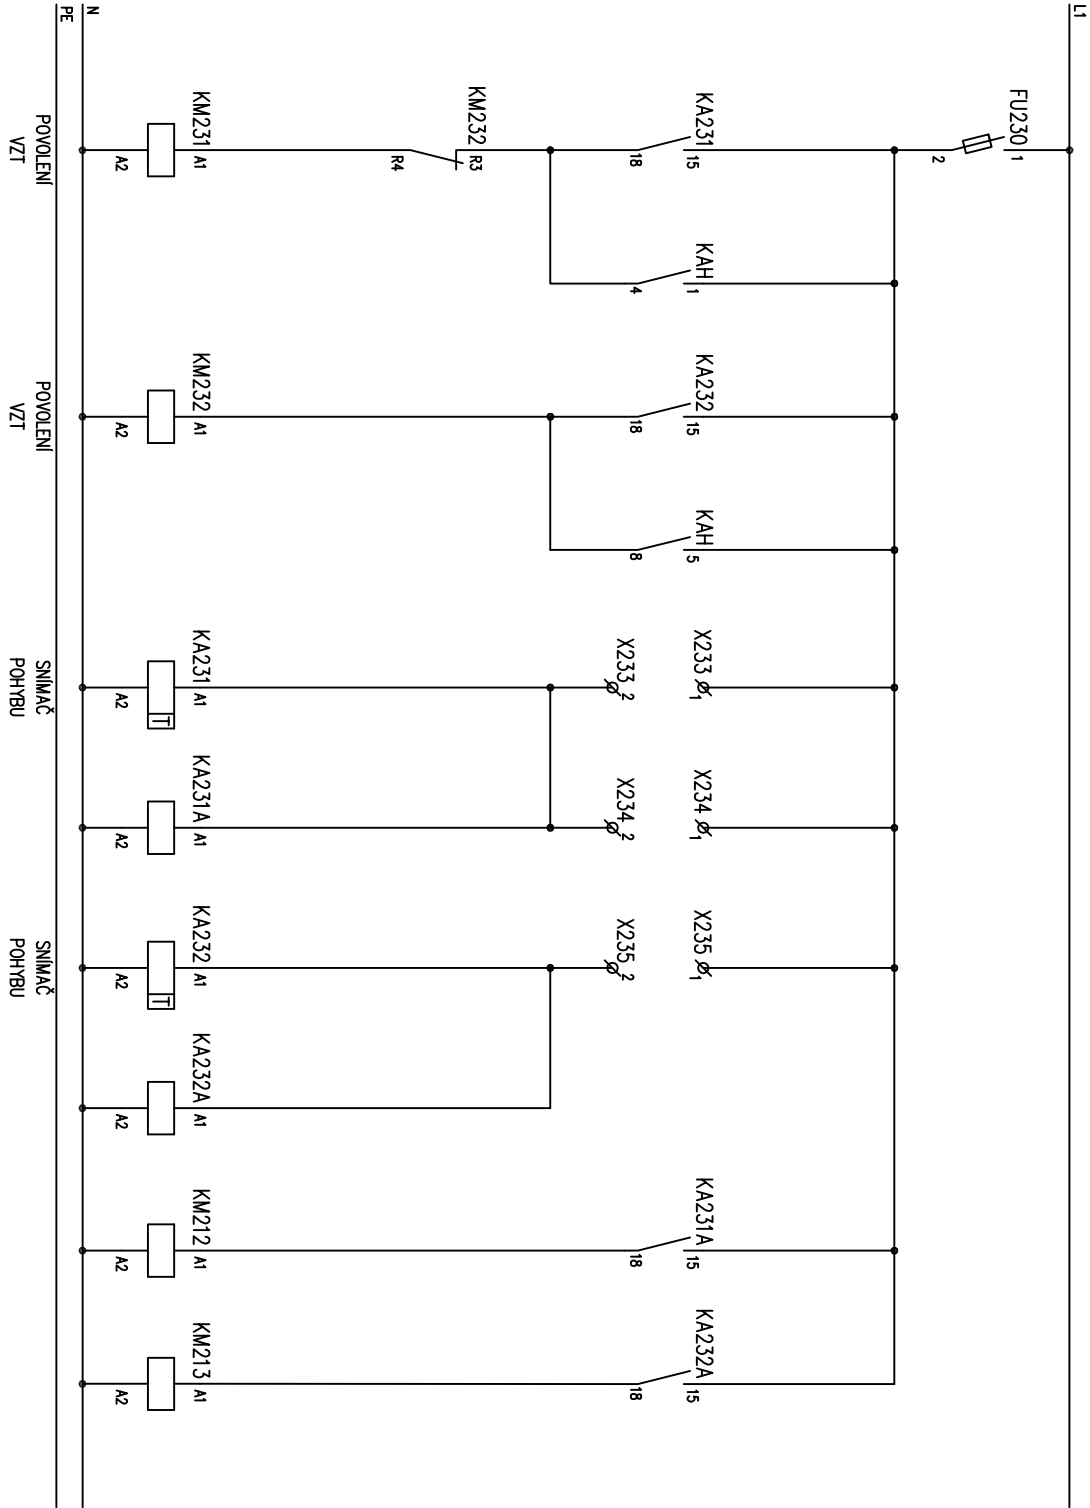 L1
FU230
1
2
KA231
15
18
KAH
1
4
KA232
15
18
KAH
5
8
X233
1
X233
2
X234
1
X234
2
X235
1
X235
2
KA231A
15
18
KA232A
15
18
KM232
R3
R4
KM231
A1
A2
KM232
A1
A2
KA231
A1
A2
T
KA231A
A1
A2
KA232
A1
A2
T
KA232A
A1
A2
KM212
A1
A2
KM213
A1
A2
N
PE
POVOLENÍ
VZT
POVOLENÍ
VZT
SNÍMAČ
POHYBU
SNÍMAČ
POHYBU